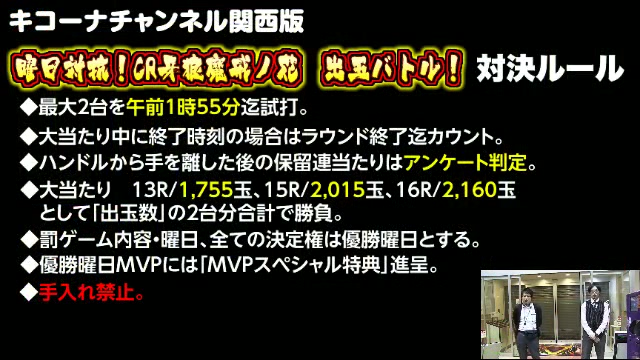 キコーナチャンネル関西版
曜日対抗！CR牙狼魔戒ノ花 出玉バトル！ 対決ルール
◆最大2台を午前1時55分迄試打。
◆大当たり中に終了時刻の場合はラウンド終了迄カウント。
◆ハンドルから手を離した後の保留連当たりはアンケート判定。
◆大当たり 13R/1,755玉、15R/2,015玉、16R/2,160玉
として「出玉数」の2台分合計で勝負。
◆罰ゲーム内容・曜日、全ての決定権は優勝曜日とする。
◆優勝曜日MVPには「MVPスペシャル特典」進呈。
◆手入れ禁止。